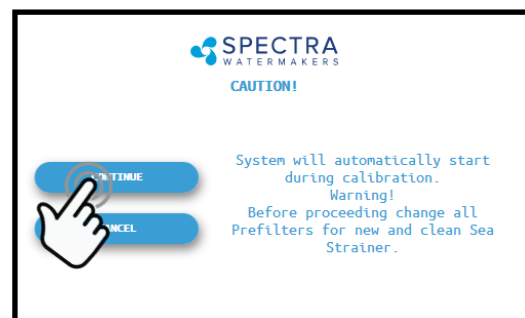 SPECTRA
WATERMAKERS
CAUTION!
System will automatically start
during calibration.
Warning!
Before proceeding change all
Prefilters for new and clean Sea
Strainer.